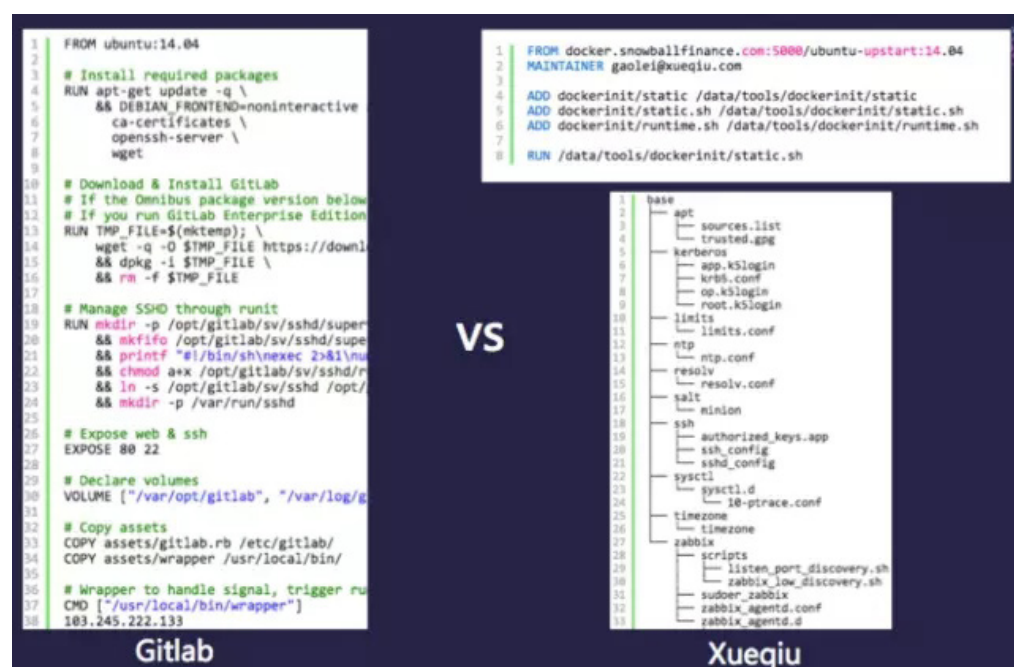 1 FROM ubuntu:14.04
2
3 # Install required packages
4 RUN apt-get update -q \
5 && DEBIAN_FRONTEND=noninteractive
6 ca-certificates \
7 openssh-server \
8 wget
9
10 # Download & Install GitLab
11 # If the Omnibus package version below
12 # If you run GitLab Enterprise Edition
13 RUN TMP_FILE=$(mktemp); \
14 wget -q -O $TMP_FILE https://downl
15 && dpkg -i $TMP_FILE \
16 && rm -f $TMP_FILE
17
18 # Manage SSHD through runit
19 RUN mkdir -p /opt/gitlab/sv/sshd/super
20 && mkfifo /opt/gitlab/sv/sshd/supe
21 && printf "#!/bin/sh\nexec 2>&1\nu
22 && chmod a+x /opt/gitlab/sv/sshd/r
23 && ln -s /opt/gitlab/sv/sshd /opt/
24 && mkdir -p /var/run/sshd
25
26 # Expose web & ssh
27 EXPOSE 80 22
28
29 # Declare volumes
30 VOLUME ["/var/opt/gitlab", "/var/log/g
31
32 # Copy assets
33 COPY assets/gitlab.rb /etc/gitlab/
34 COPY assets/wrapper /usr/local/bin/
35
36 # Wrapper to handle signal, trigger ru
37 CMD ["/usr/local/bin/wrapper"]
38 103.245.222.133
Gitlab
VS
1 FROM docker.snowballfinance.com:5000/ubuntu-upstart:14.04
2 MAINTAINER gaolei@xueqiu.com
3
4 ADD dockerinit/static /data/tools/dockerinit/static
5 ADD dockerinit/static.sh /data/tools/dockerinit/static.sh
6 ADD dockerinit/runtime.sh /data/tools/dockerinit/runtime.sh
7
8 RUN /data/tools/dockerinit/static.sh
1 base
2 ├── apt
3 │ ├── sources.list
4 │ └── trusted.gpg
5 ├── kerberos
6 │ ├── app.k5login
7 │ ├── krb5.conf
8 │ ├── op.k5login
9 │ └── root.k5login
10 ├── limits
11 │ └── limits.conf
12 ├── ntp
13 │ └── ntp.conf
14 ├── resolv
15 │ └── resolv.conf
16 ├── salt
17 │ └── minion
18 ├── ssh
19 │ ├── authorized_keys.app
20 │ ├── ssh_config
21 │ └── sshd_config
22 ├── sysctl
23 │ └── sysctl.d
24 │ └── 10-ptrace.conf
25 ├── timezone
26 │ └── timezone
27 └── zabbix
28 ├── scripts
29 │ ├── listen_port_discovery.sh
30 │ └── zabbix_low_discovery.sh
31 ├── sudoer_zabbix
32 ├── zabbix_agentd.conf
33 └── zabbix_agentd.d
Xueqiu